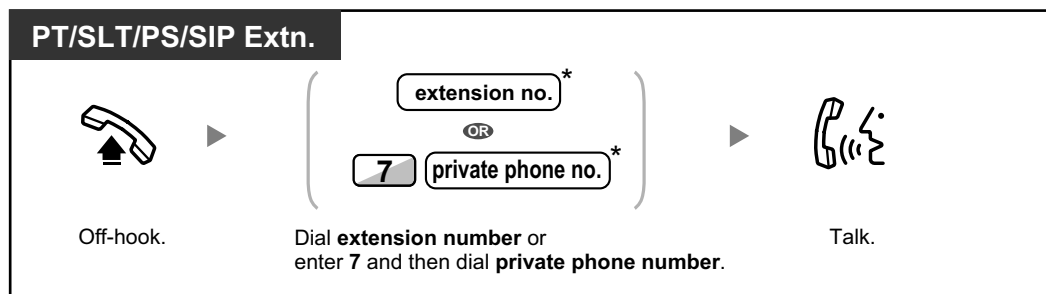 PT/SLT/PS/SIP Extn.
extension no.*
OR
7 private phone no.*
Off-hook.
Dial extension number or
enter 7 and then dial private phone number.
Talk.